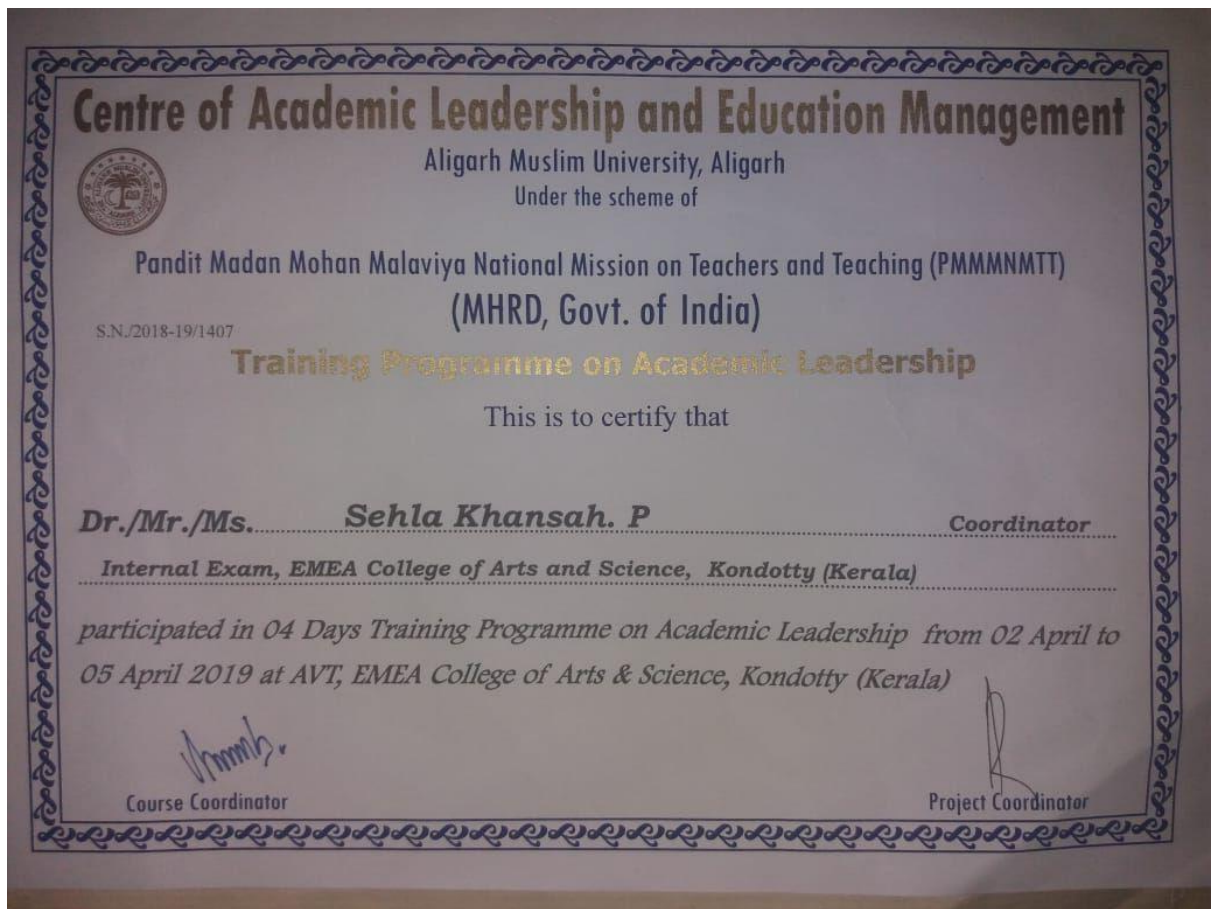 Centre of Academic Leadership and Education Management
Aligarh Muslim University, Aligarh
Under the scheme of
Pandit Madan Mohan Malaviya National Mission on Teachers and Teaching (PMMMNMTT)
(MHRD, Govt. of India)
S.N./2018-19/1407
Training Programme on Academic Leadership
This is to certify that
Dr./Mr./Ms. Sehla Khansah. P Coordinator
Internal Exam, EMEA College of Arts and Science, Kondotty (Kerala)
participated in 04 Days Training Programme on Academic Leadership from 02 April to
05 April 2019 at AVT, EMEA College of Arts & Science, Kondotty (Kerala)
Course Coordinator Project Coordinator